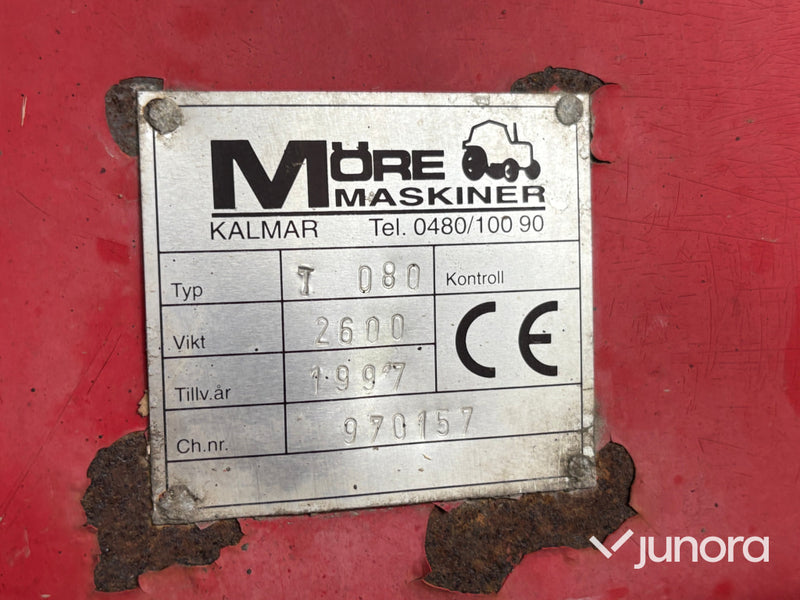 MÖRE
MASKINER
KALMAR Tel. 0480/100 90
Typ T 080 Kontroll
Vikt 2600 CE
Tillv.år 1997
Ch.nr. 970157
junora